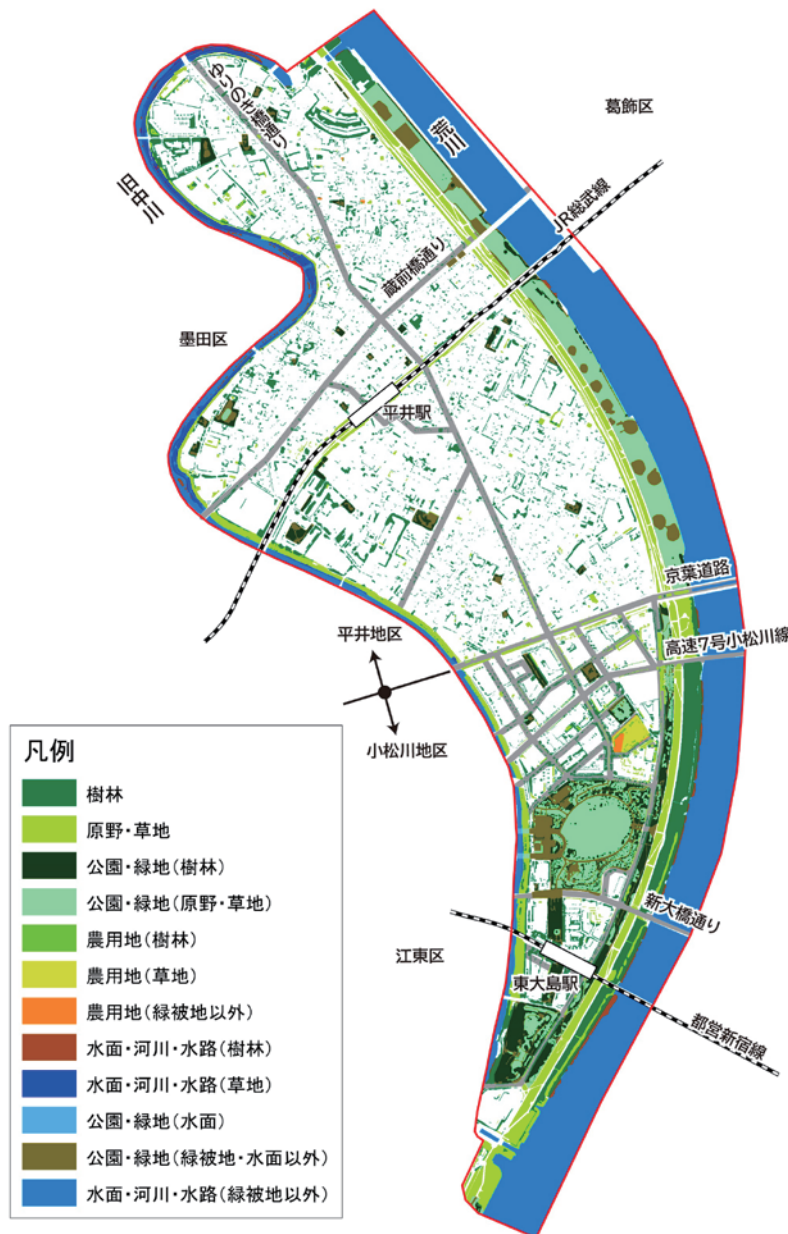 葛飾区
ゆりのき橋通り
荒川
旧中川
JR総武線
蔵前橋通り
墨田区
平井駅
京葉道路
平井地区
高速7号小松川線
小松川地区
新大橋通り
江東区
東大島駅
都営新宿線
凡例
樹林
原野・草地
公園・緑地(樹林)
公園・緑地(原野・草地)
農用地(樹林)
農用地(草地)
農用地(緑被地以外)
水面・河川・水路(樹林)
水面・河川・水路(草地)
公園・緑地(水面)
公園・緑地(緑被地・水面以外)
水面・河川・水路(緑被地以外)